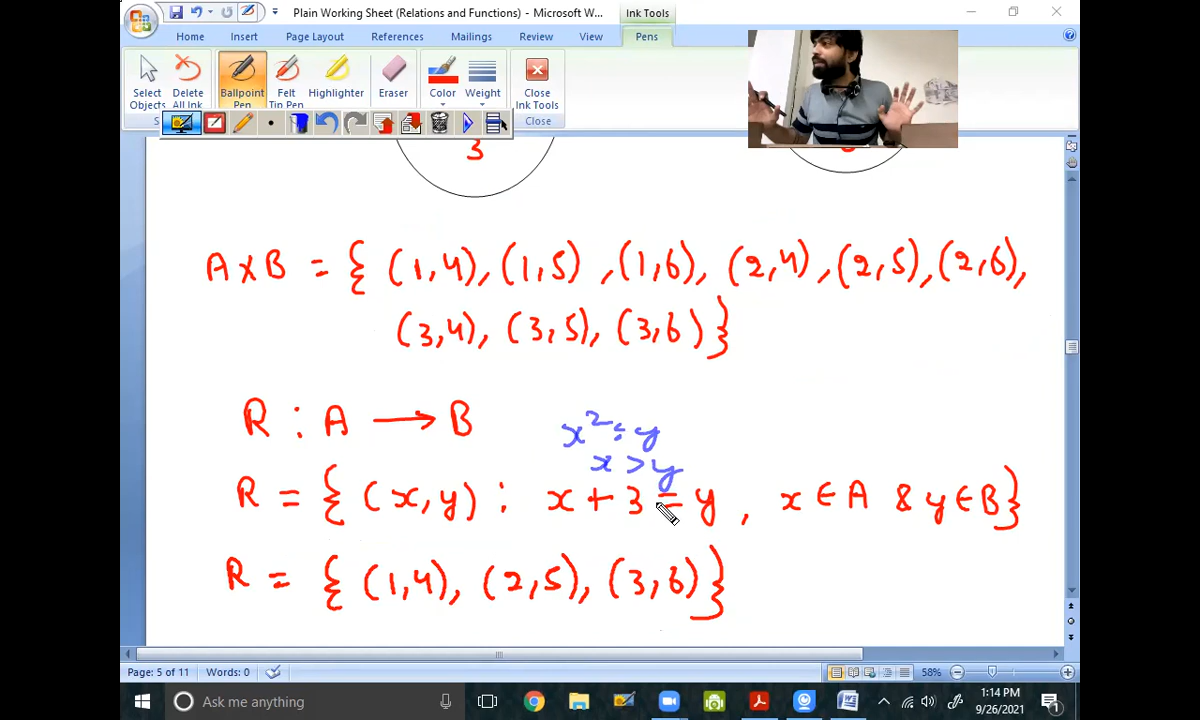 Plain Working Sheet (Relations and Functions) - Microsoft W...
Ink Tools
Home Insert Page Layout References Mailings Review View Pens
Select Objects
Delete All Ink
Ballpoint Pen
Felt Tip Pen
Highlighter
Eraser
Color
Weight
Close Ink Tools
Close
3
A x B = { (1,4), (1,5) , (1,6), (2,4) , (2,5), (2,6),
(3,4), (3,5), (3,6) }
R : A → B
x² = y
x > y
R = { (x,y) : x + 3 = y , x ∈ A & y ∈ B }
R = { (1,4), (2,5), (3,6) }
Page: 5 of 11 Words: 0 58%
Ask me anything
1:14 PM
9/26/2021
1